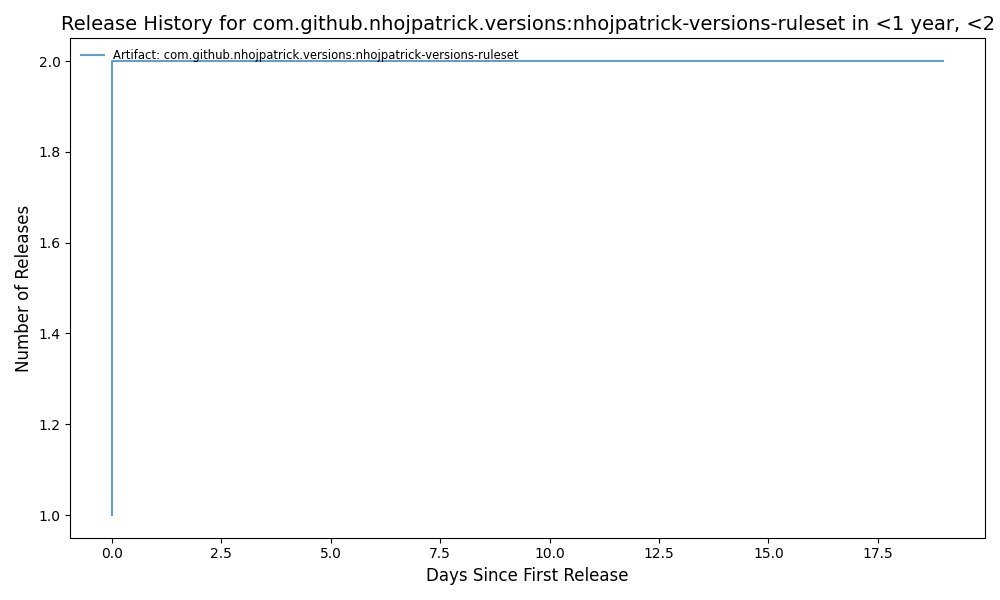 Release History for com.github.nhojpatrick.versions:nhojpatrick-versions-ruleset in <1 year, <2
Artifact: com.github.nhojpatrick.versions:nhojpatrick-versions-ruleset
2.0
1.8
1.6
1.4
1.2
1.0
Number of Releases
0.0 2.5 5.0 7.5 10.0 12.5 15.0 17.5
Days Since First Release